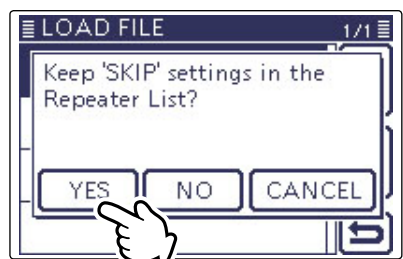 LOAD FILE 1/1
Keep 'SKIP' settings in the
Repeater List?
YES NO CANCEL